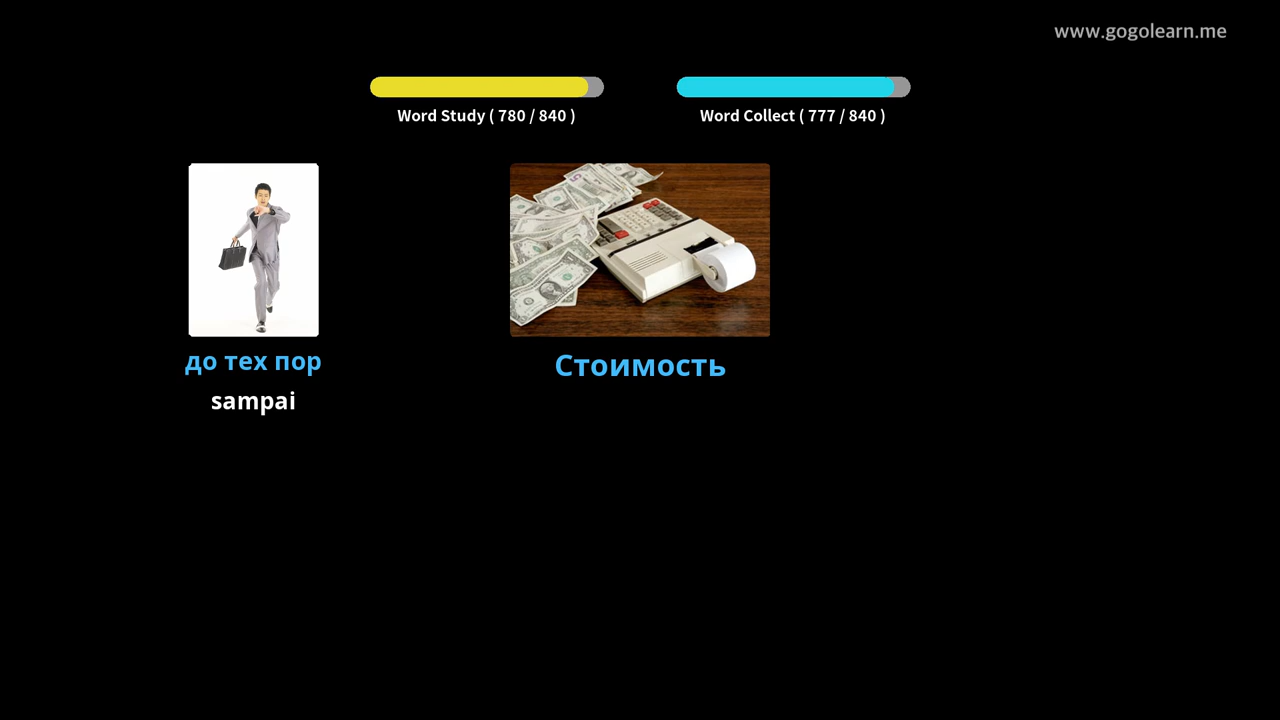 www.gogolearn.me
Word Study ( 780 / 840 )
Word Collect ( 777 / 840 )
до тех пор
sampai
Стоимость